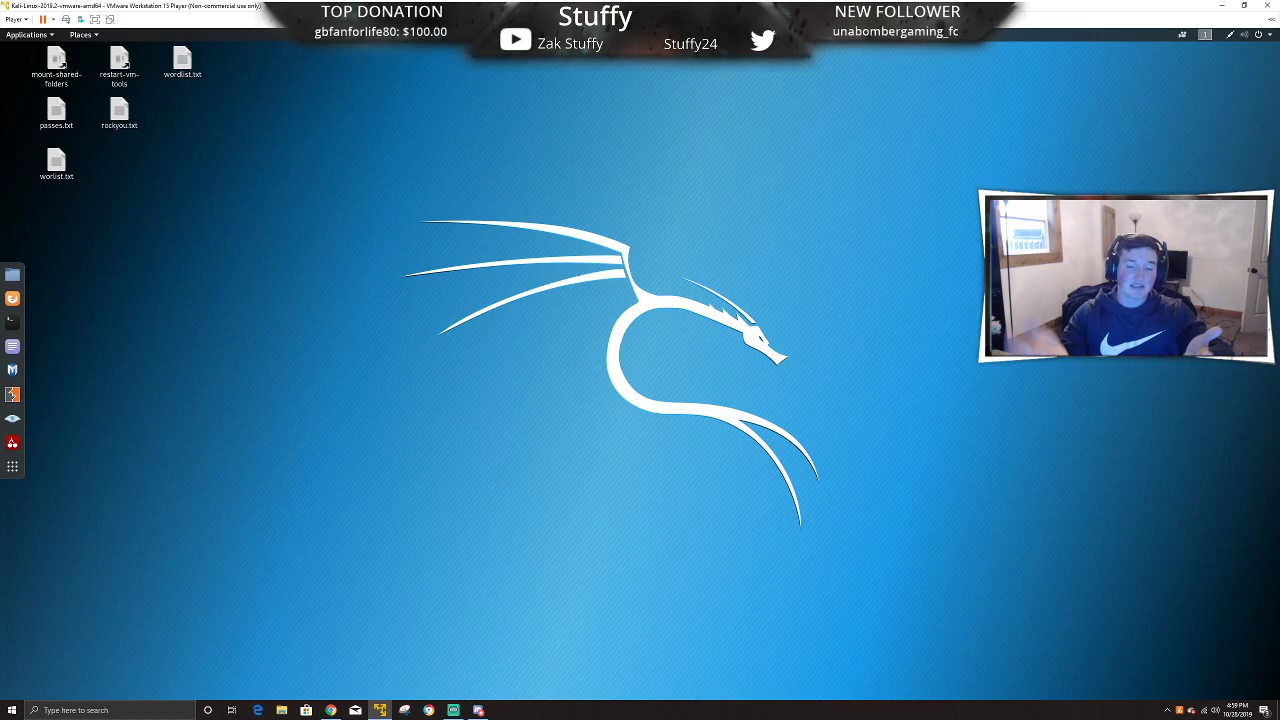 Kali-Linux-2019.2-vmware-amd64 - VMware Workstation 15 Player (Non-commercial use only)
Player
Applications
Places
TOP DONATION
gbfanforlife80: $100.00
Stuffy
Zak Stuffy
Stuffy24
NEW FOLLOWER
unabombergaming_fc
1
mount-shared-
folders
restart-vm-
tools
wordlist.txt
passes.txt
rockyou.txt
worlist.txt
Type here to search
4:59 PM
10/28/2019